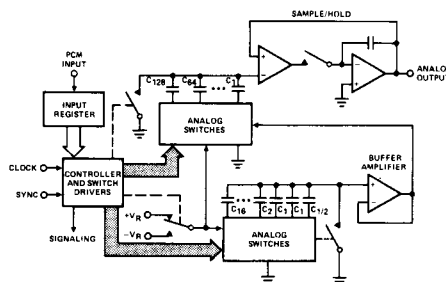 SAMPLE/HOLD
PCM
INPUT
INPUT
REGISTER
C128 C64 ••• C1
ANALOG
OUTPUT
ANALOG
SWITCHES
BUFFER
AMPLIFIER
CLOCK
SYNC
CONTROLLER
AND SWITCH
DRIVERS
SIGNALING
+VR
−VR
C16 ••• C2 C1 C1 C1/2
ANALOG
SWITCHES